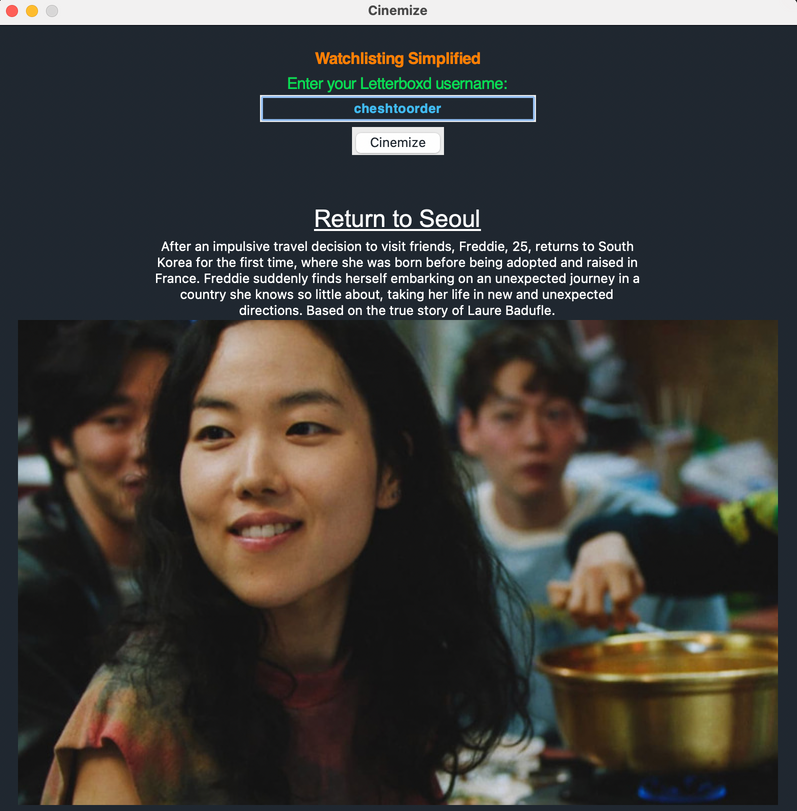 Cinemize
Watchlisting Simplified
Enter your Letterboxd username:
cheshtoorder
Cinemize
Return to Seoul
After an impulsive travel decision to visit friends, Freddie, 25, returns to South
Korea for the first time, where she was born before being adopted and raised in
France. Freddie suddenly finds herself embarking on an unexpected journey in a
country she knows so little about, taking her life in new and unexpected
directions. Based on the true story of Laure Badufle.